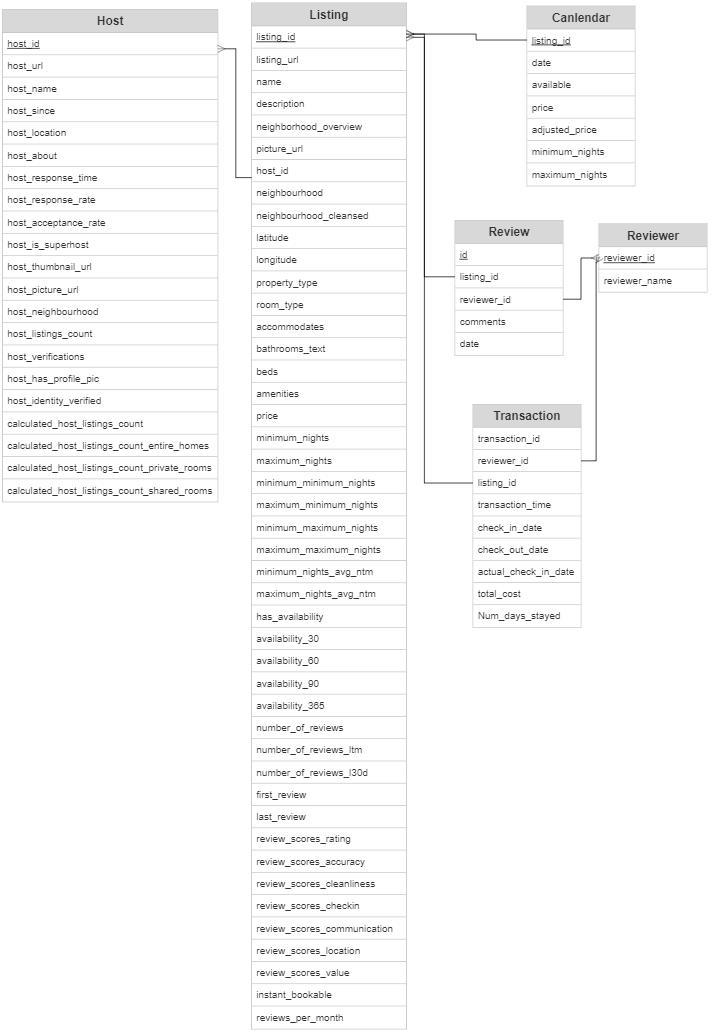 Host
host_id
host_url
host_name
host_since
host_location
host_about
host_response_time
host_response_rate
host_acceptance_rate
host_is_superhost
host_thumbnail_url
host_picture_url
host_neighbourhood
host_listings_count
host_verifications
host_has_profile_pic
host_identity_verified
calculated_host_listings_count
calculated_host_listings_count_entire_homes
calculated_host_listings_count_private_rooms
calculated_host_listings_count_shared_rooms
Listing
listing_id
listing_url
name
description
neighborhood_overview
picture_url
host_id
neighbourhood
neighbourhood_cleansed
latitude
longitude
property_type
room_type
accommodates
bathrooms_text
beds
amenities
price
minimum_nights
maximum_nights
minimum_minimum_nights
maximum_minimum_nights
minimum_maximum_nights
maximum_maximum_nights
minimum_nights_avg_ntm
maximum_nights_avg_ntm
has_availability
availability_30
availability_60
availability_90
availability_365
number_of_reviews
number_of_reviews_ltm
number_of_reviews_l30d
first_review
last_review
review_scores_rating
review_scores_accuracy
review_scores_cleanliness
review_scores_checkin
review_scores_communication
review_scores_location
review_scores_value
instant_bookable
reviews_per_month
Canlendar
listing_id
date
available
price
adjusted_price
minimum_nights
maximum_nights
Review
id
listing_id
reviewer_id
comments
date
Reviewer
reviewer_id
reviewer_name
Transaction
transaction_id
reviewer_id
listing_id
transaction_time
check_in_date
check_out_date
actual_check_in_date
total_cost
Num_days_stayed